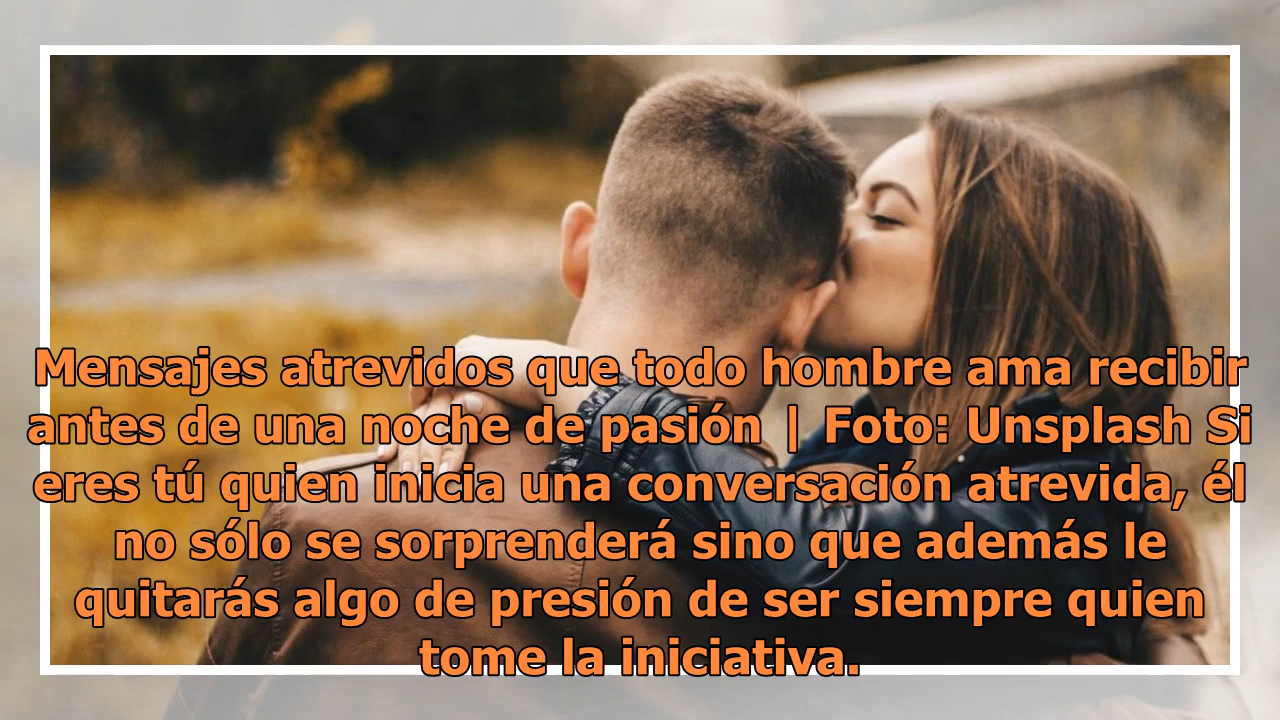 Mensajes atrevidos que todo hombre ama recibir
antes de una noche de pasión | Foto: Unsplash Si
eres tú quien inicia una conversación atrevida, él
no sólo se sorprenderá sino que además le
quitarás algo de presión de ser siempre quien
tome la iniciativa.